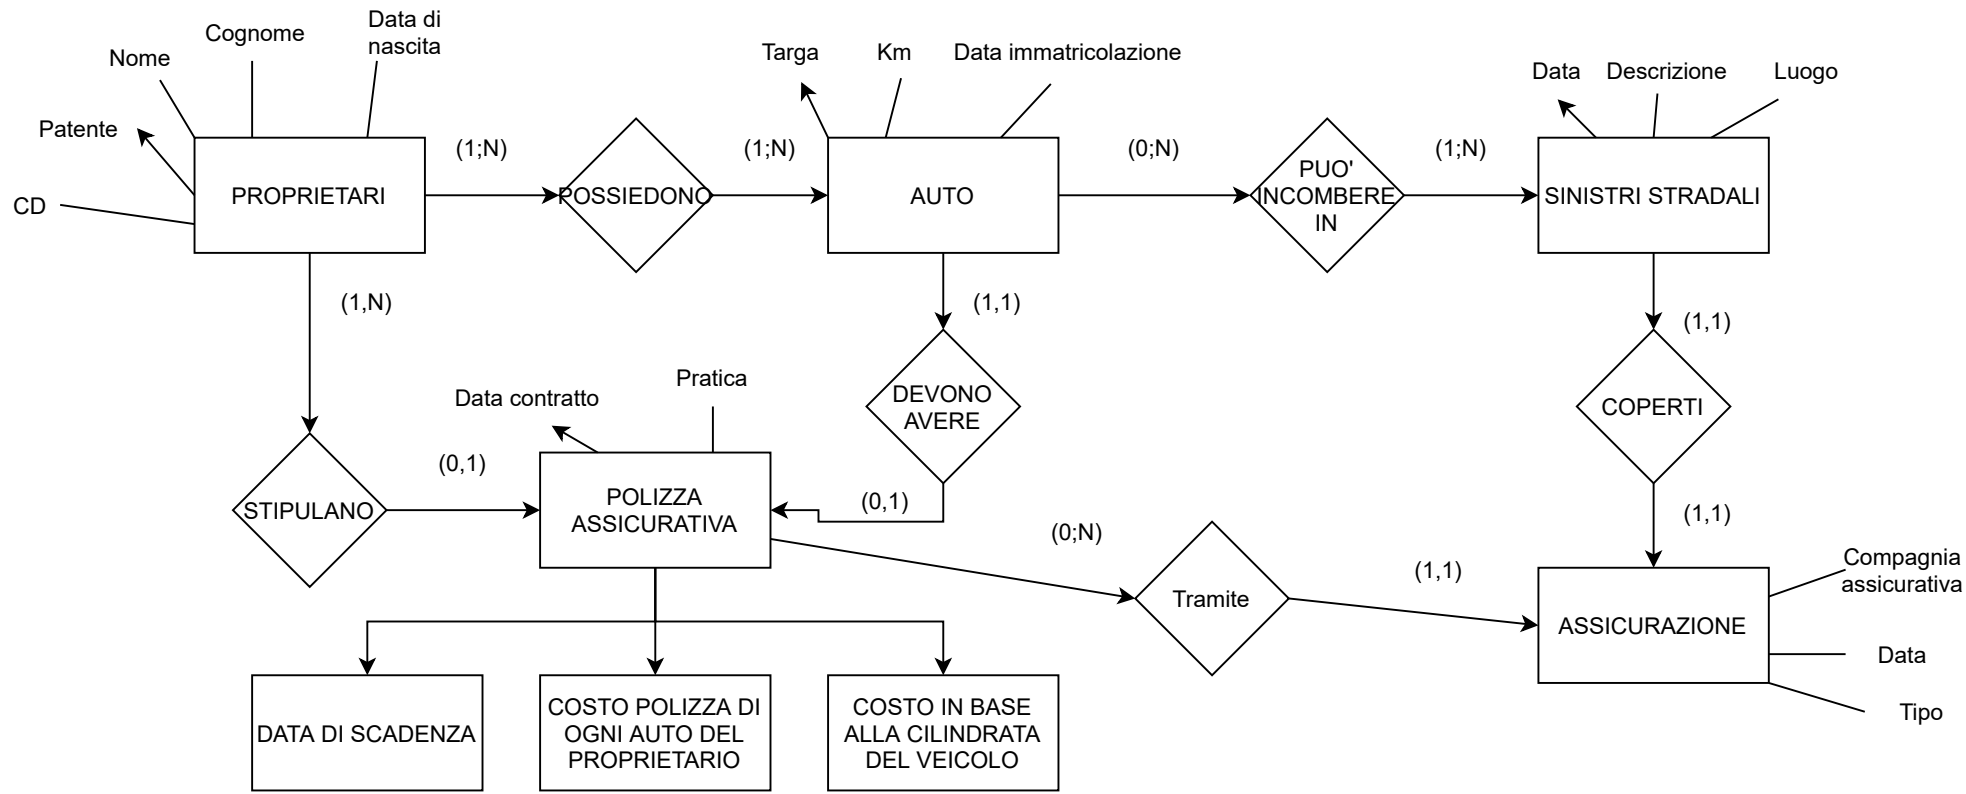 Data di
nascita
Cognome
Nome
Patente
CD
PROPRIETARI
(1;N)
POSSIEDONO
(1;N)
Targa
Km
Data immatricolazione
AUTO
(0;N)
PUO'
INCOMBERE
IN
(1;N)
Data
Descrizione
Luogo
SINISTRI STRADALI
(1,N)
(1,1)
(1,1)
STIPULANO
(0,1)
Data contratto
Pratica
POLIZZA
ASSICURATIVA
DEVONO
AVERE
(0,1)
COPERTI
(1,1)
(0;N)
Tramite
(1,1)
ASSICURAZIONE
Compagnia
assicurativa
Data
Tipo
DATA DI SCADENZA
COSTO POLIZZA DI
OGNI AUTO DEL
PROPRIETARIO
COSTO IN BASE
ALLA CILINDRATA
DEL VEICOLO